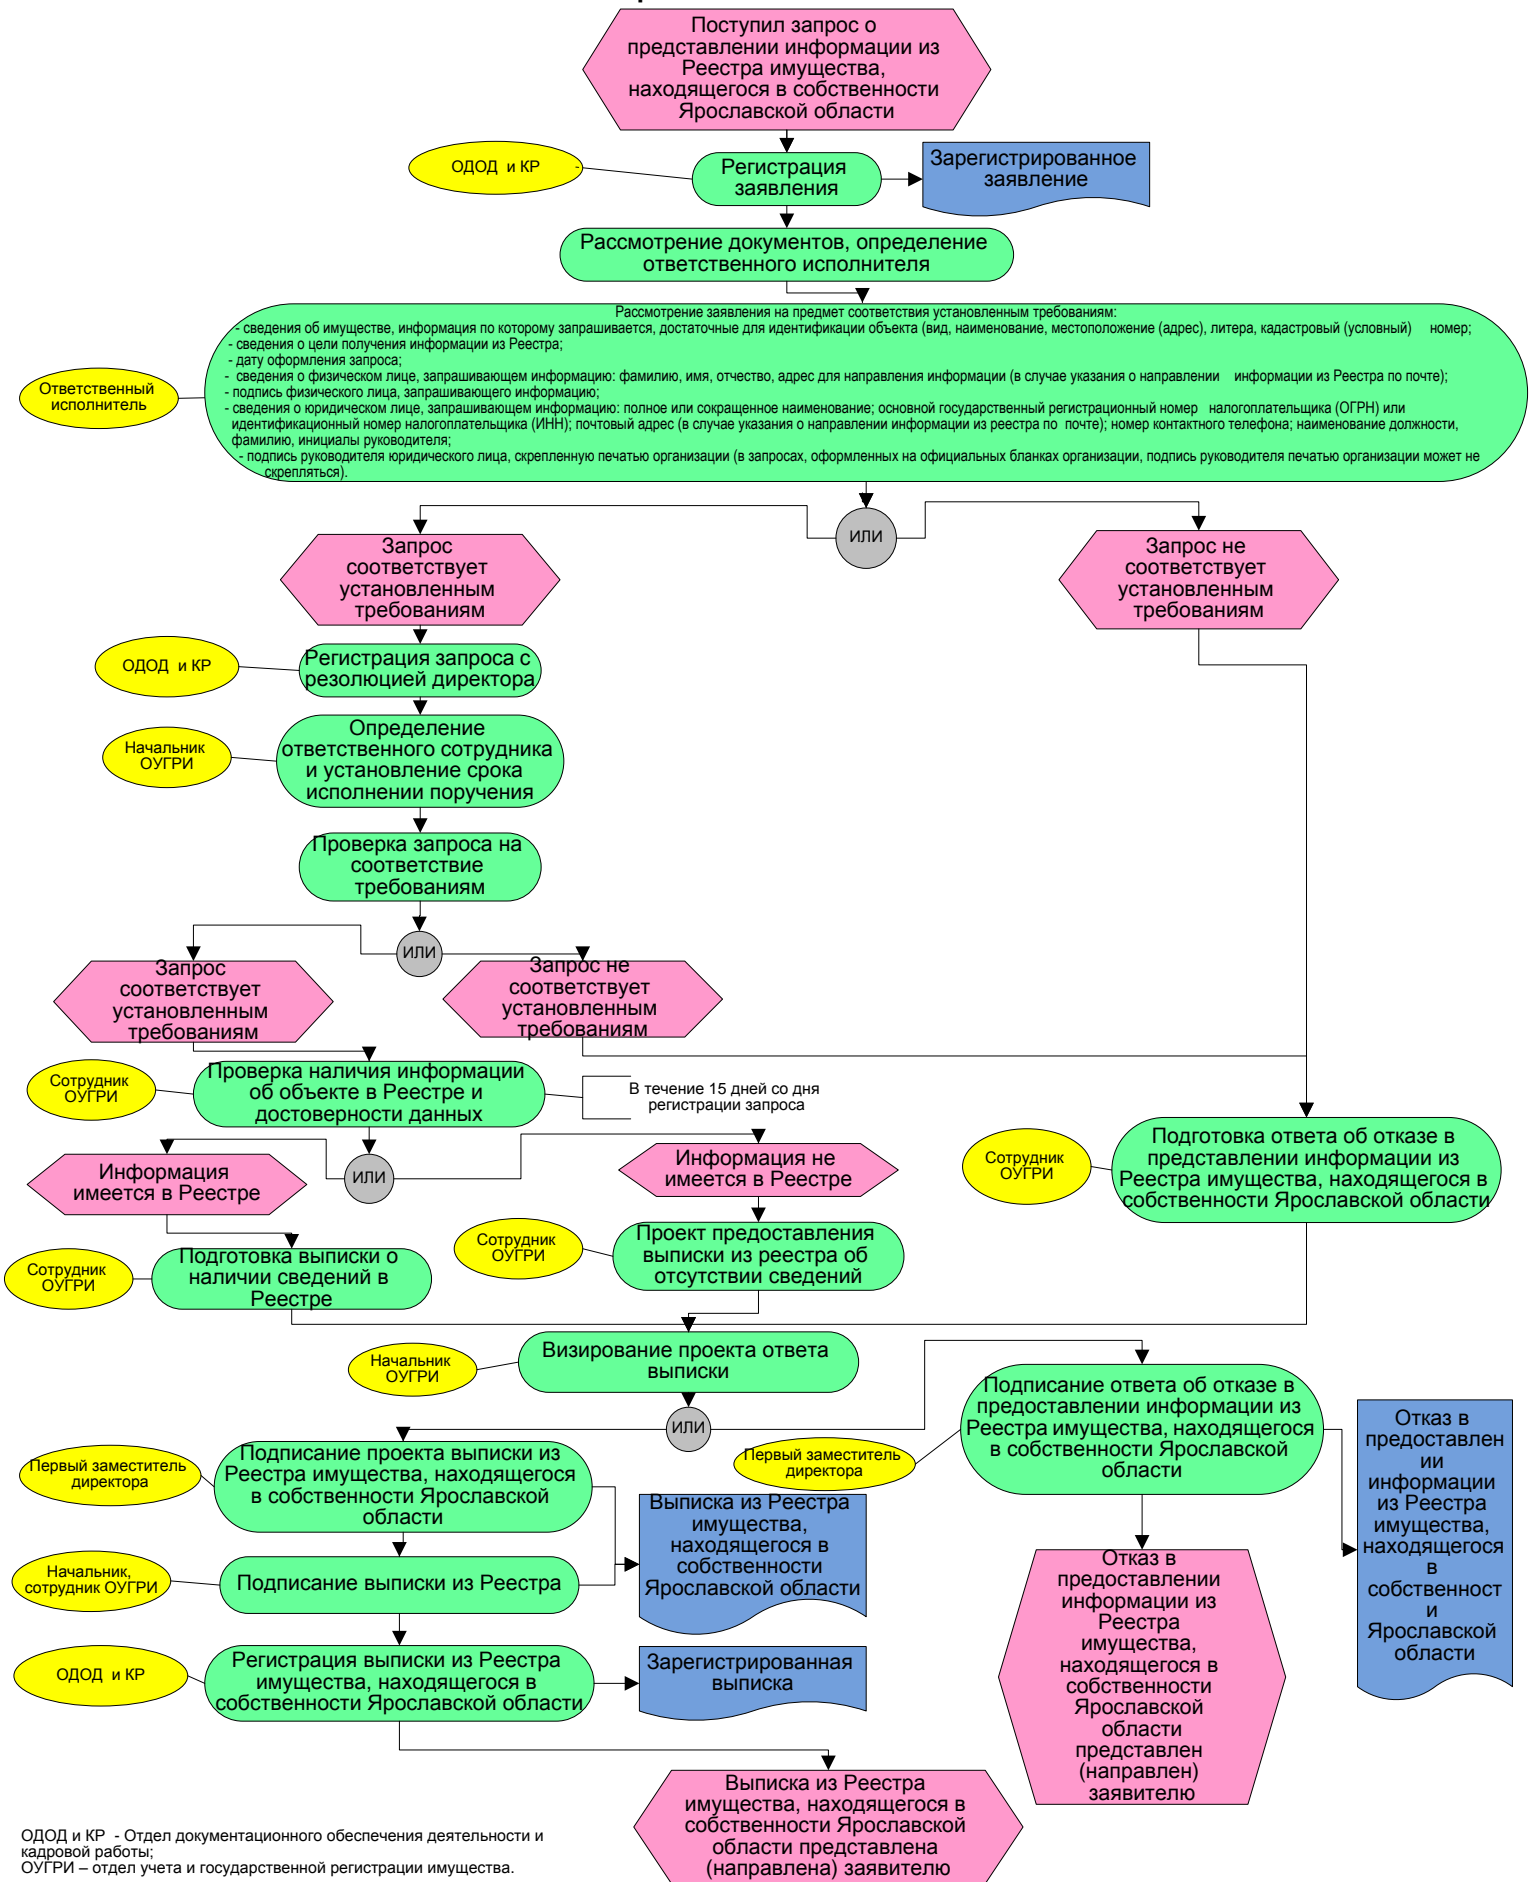 Поступил запрос о
представлении информации из
Реестра имущества,
находящегося в собственности
Ярославской области
ОДОД и КР -
Регистрация
заявления
Зарегистрированное
заявление
Рассмотрение документов, определение
ответственного исполнителя
Рассмотрение заявления на предмет соответствия установленным требованиям:
- сведения об имуществе, информация по которому запрашивается, достаточные для идентификации объекта (вид, наименование, местоположение (адрес), литера, кадастровый (условный) номер;
- сведения о цели получения информации из Реестра;
- дату оформления запроса;
- сведения о физическом лице, запрашивающем информацию: фамилию, имя, отчество, адрес для направления информации (в случае указания о направлении информации из Реестра по почте);
- подпись физического лица, запрашивающего информацию;
- сведения о юридическом лице, запрашивающем информацию: полное или сокращенное наименование; основной государственный регистрационный номер налогоплательщика (ОГРН) или
идентификационный номер налогоплательщика (ИНН); почтовый адрес (в случае указания о направлении информации из реестра по почте); номер контактного телефона; наименование должности,
фамилию, инициалы руководителя;
- подпись руководителя юридического лица, скрепленную печатью организации (в запросах, оформленных на официальных бланках организации, подпись руководителя печатью организации может не
скрепляться).
Ответственный
исполнитель
ИЛИ
Запрос
соответствует
установленным
требованиям
Запрос не
соответствует
установленным
требованиям
ОДОД и КР
Регистрация запроса с
резолюцией директора
Начальник
ОУГРИ
Определение
ответственного сотрудника
и установление срока
исполнении поручения
Проверка запроса на
соответствие
требованиям
ИЛИ
Запрос
соответствует
установленным
требованиям
Запрос не
соответствует
установленным
требованиям
Сотрудник
ОУГРИ
Проверка наличия информации
об объекте в Реестре и
достоверности данных
В течение 15 дней со дня
регистрации запроса
ИЛИ
Информация
имеется в Реестре
Информация не
имеется в Реестре
Сотрудник
ОУГРИ
Подготовка ответа об отказе в
представлении информации из
Реестра имущества, находящегося в
собственности Ярославской области
Сотрудник
ОУГРИ
Подготовка выписки о
наличии сведений в
Реестре
Сотрудник
ОУГРИ
Проект предоставления
выписки из реестра об
отсутствии сведений
Начальник
ОУГРИ
Визирование проекта ответа
выписки
ИЛИ
Первый заместитель
директора
Подписание проекта выписки из
Реестра имущества, находящегося
в собственности Ярославской
области
Первый заместитель
директора
Подписание ответа об отказе в
предоставлении информации из
Реестра имущества, находящегося
в собственности Ярославской
области
Отказ в
предоставлен
ии
информации
из Реестра
имущества,
находящегося
в
собственност
и
Ярославской
области
Выписка из Реестра
имущества,
находящегося в
собственности
Ярославской области
Начальник,
сотрудник ОУГРИ
Подписание выписки из Реестра
Отказ в
предоставлении
информации из
Реестра
имущества,
находящегося в
собственности
Ярославской
области
представлен
(направлен)
заявителю
ОДОД и КР
Регистрация выписки из Реестра
имущества, находящегося в
собственности Ярославской области
Зарегистрированная
выписка
Выписка из Реестра
имущества, находящегося в
собственности Ярославской
области представлена
(направлена) заявителю
ОДОД и КР - Отдел документационного обеспечения деятельности и
кадровой работы;
ОУГРИ – отдел учета и государственной регистрации имущества.